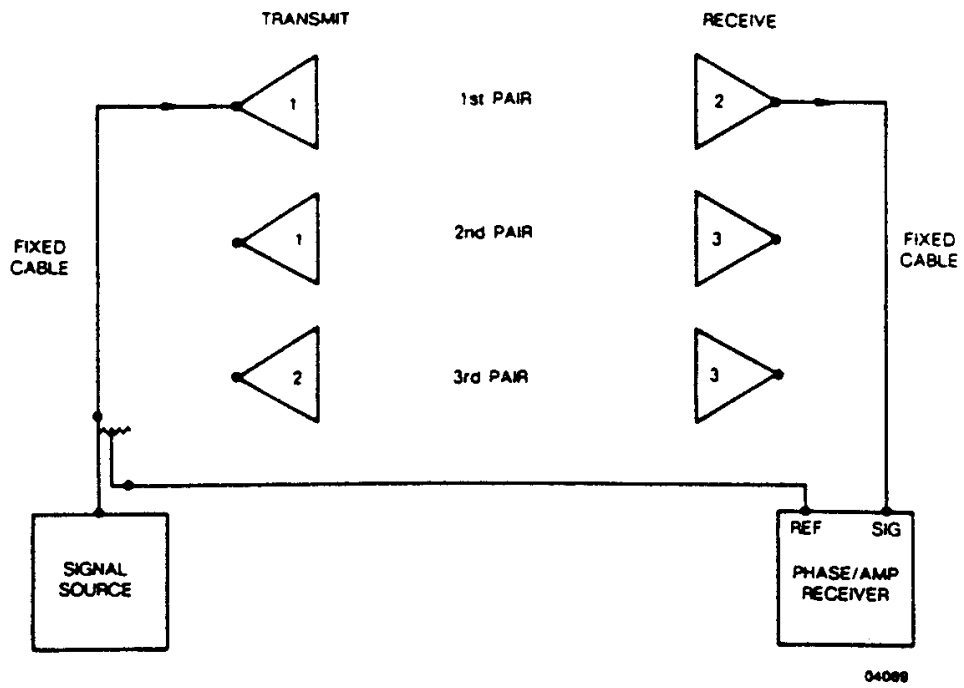 TRANSMIT
RECEIVE
1
1st PAIR
2
1
2nd PAIR
3
FIXED
CABLE
FIXED
CABLE
2
3rd PAIR
3
SIGNAL
SOURCE
REF
SIG
PHASE/AMP
RECEIVER
04099